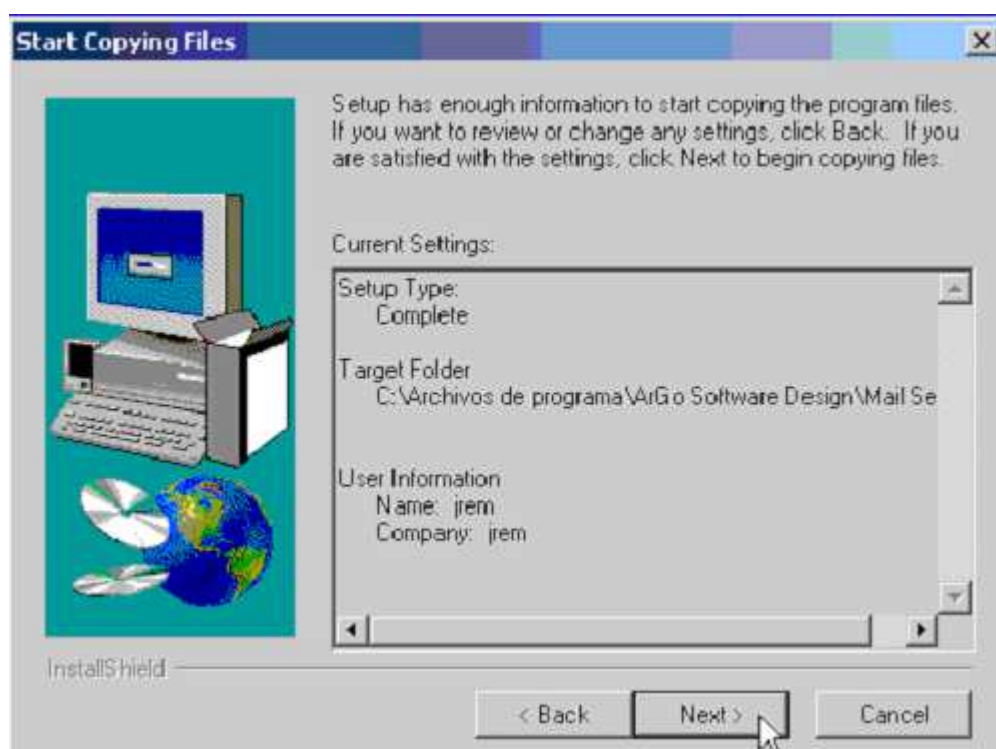 Start Copying Files
Setup has enough information to start copying the program files.
If you want to review or change any settings, click Back. If you
are satisfied with the settings, click Next to begin copying files.
Current Settings:
Setup Type:
Complete
Target Folder
C:\Archivos de programa\ArGo Software Design\Mail Se
User Information
Name: jrem
Company: jrem
InstallShield
< Back
Next >
Cancel